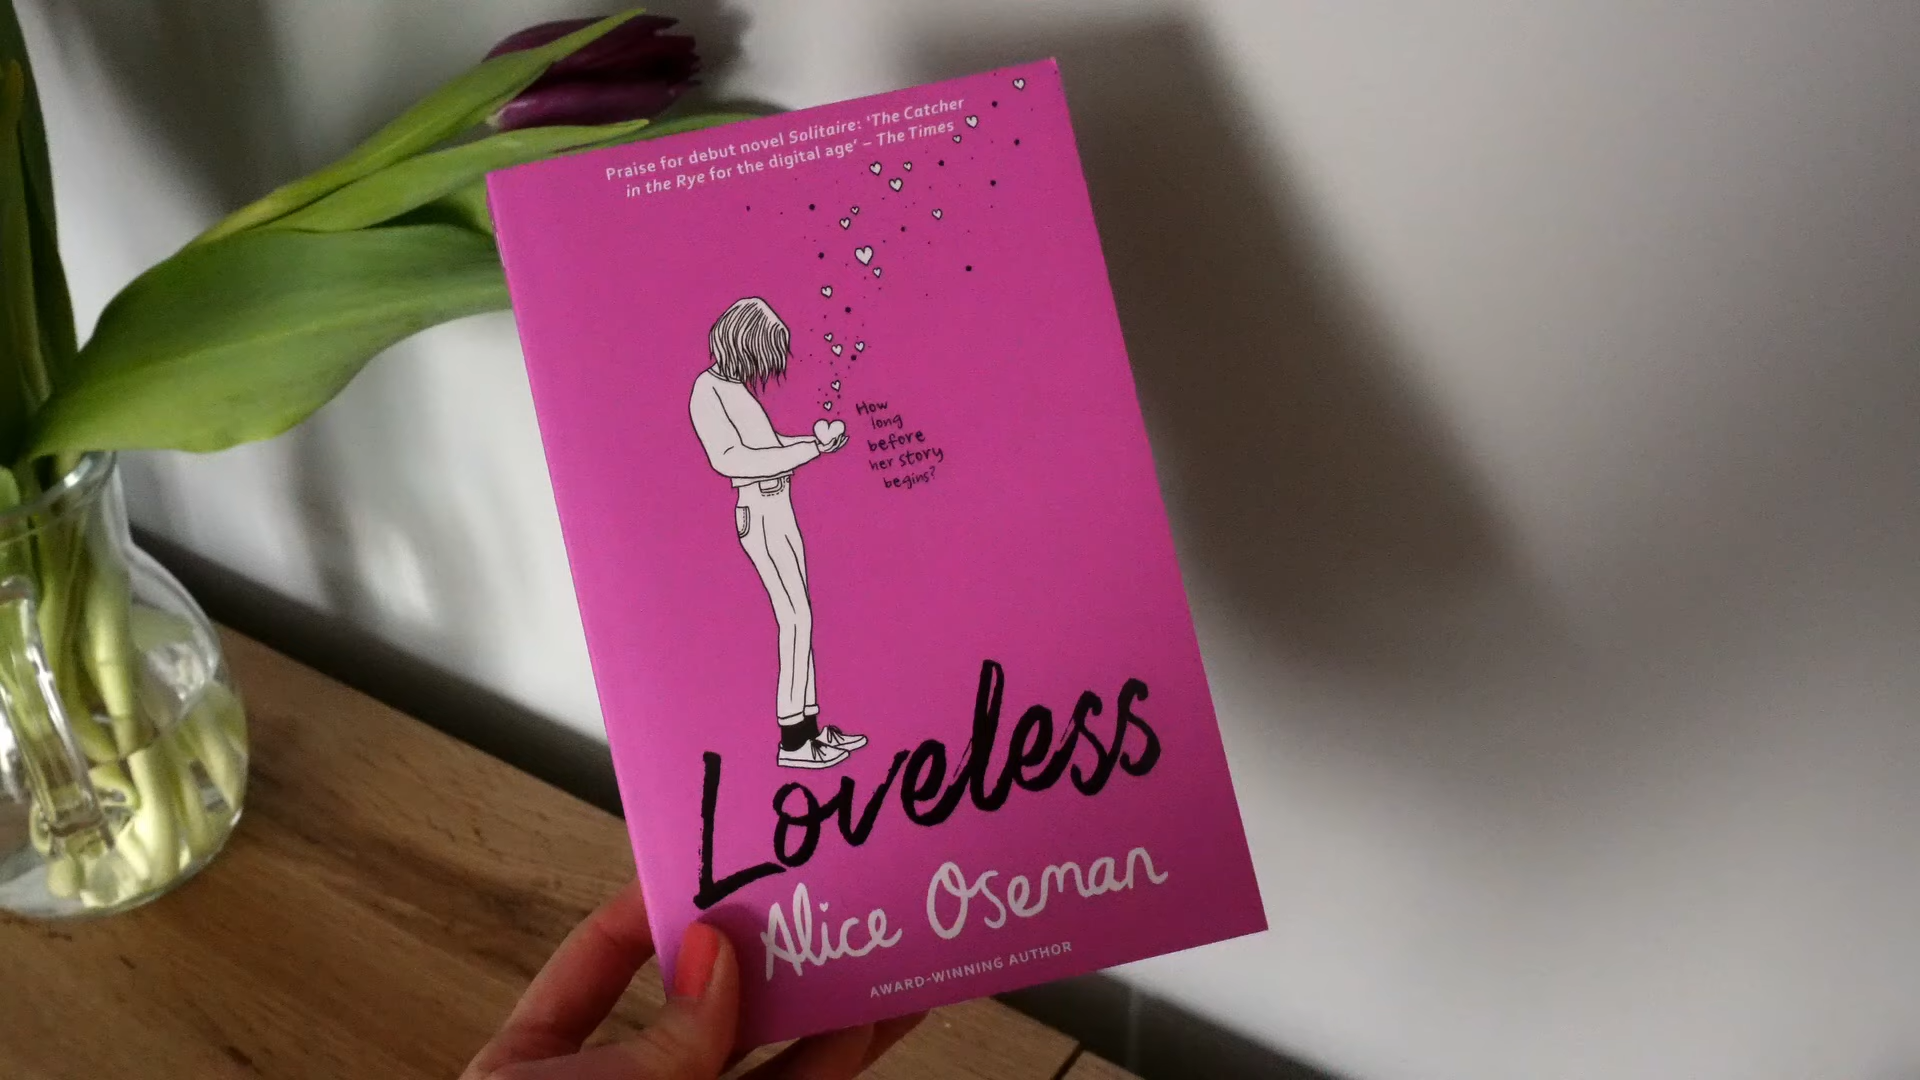 Praise for debut novel Solitaire: 'The Catcher
in the Rye for the digital age' – The Times
How
long
before
her story
begins?
Loveless
Alice Oseman
AWARD-WINNING AUTHOR